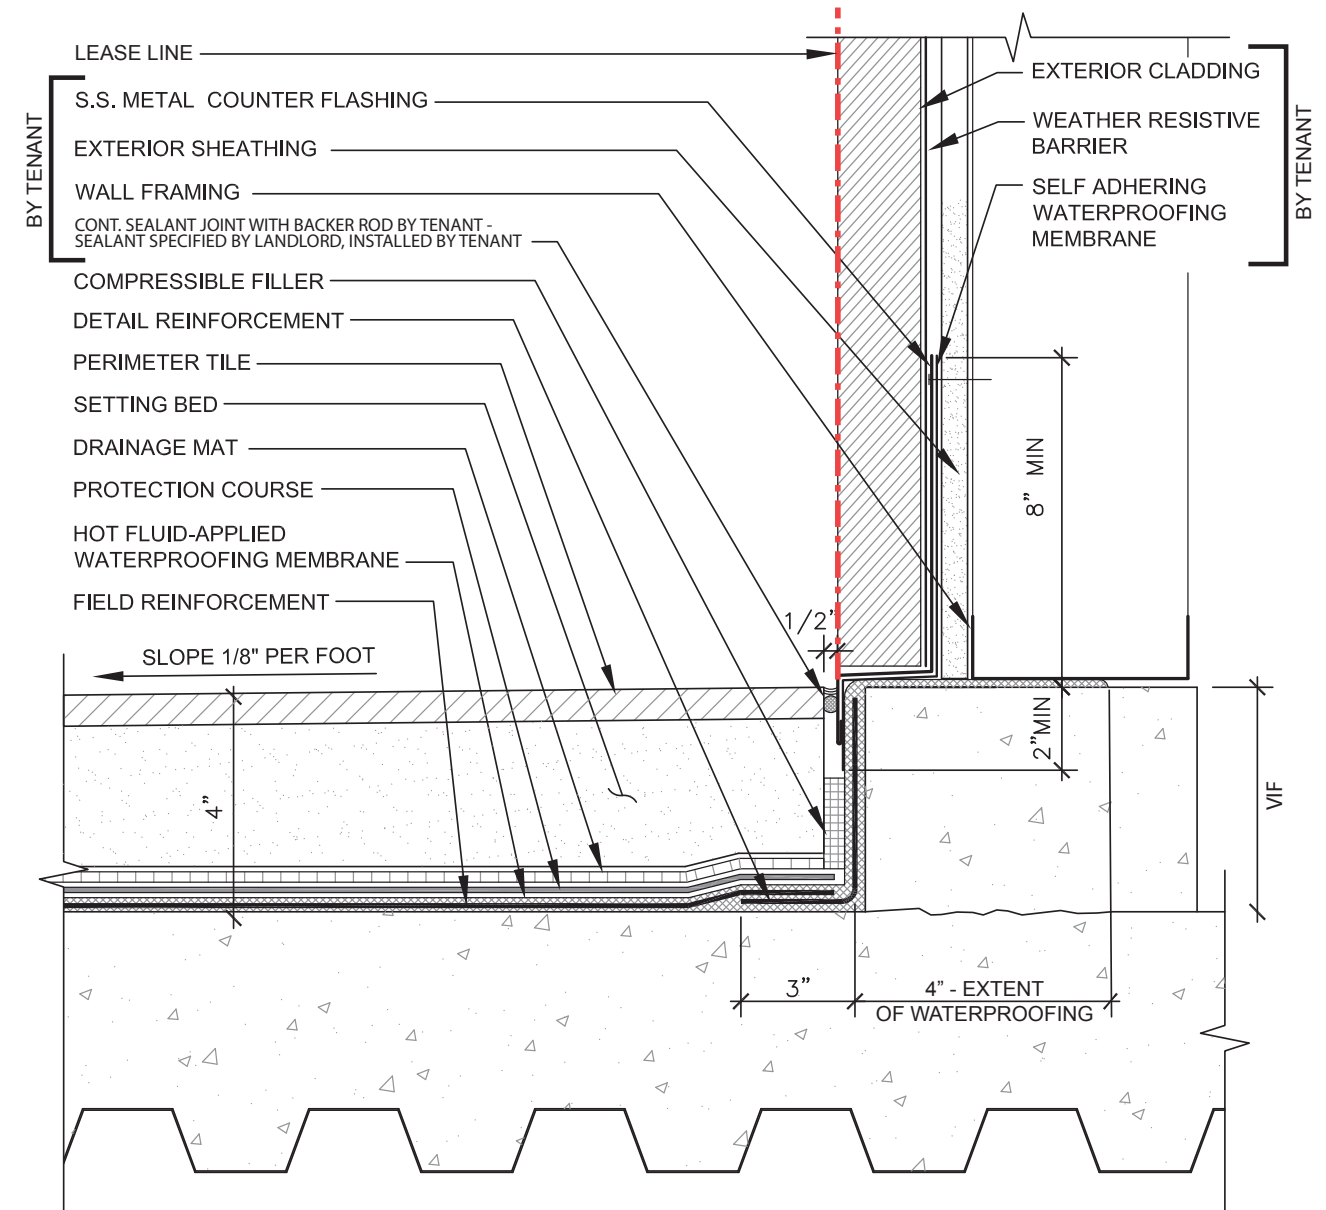 LEASE LINE
BY TENANT
S.S. METAL COUNTER FLASHING
EXTERIOR SHEATHING
WALL FRAMING
CONT. SEALANT JOINT WITH BACKER ROD BY TENANT -
SEALANT SPECIFIED BY LANDLORD, INSTALLED BY TENANT
COMPRESSIBLE FILLER
DETAIL REINFORCEMENT
PERIMETER TILE
SETTING BED
DRAINAGE MAT
PROTECTION COURSE
HOT FLUID-APPLIED
WATERPROOFING MEMBRANE
FIELD REINFORCEMENT
SLOPE 1/8" PER FOOT
EXTERIOR CLADDING
WEATHER RESISTIVE
BARRIER
SELF ADHERING
WATERPROOFING
MEMBRANE
BY TENANT
8" MIN
1/2"
2"MIN
VIF
4"
3"
4" - EXTENT
OF WATERPROOFING